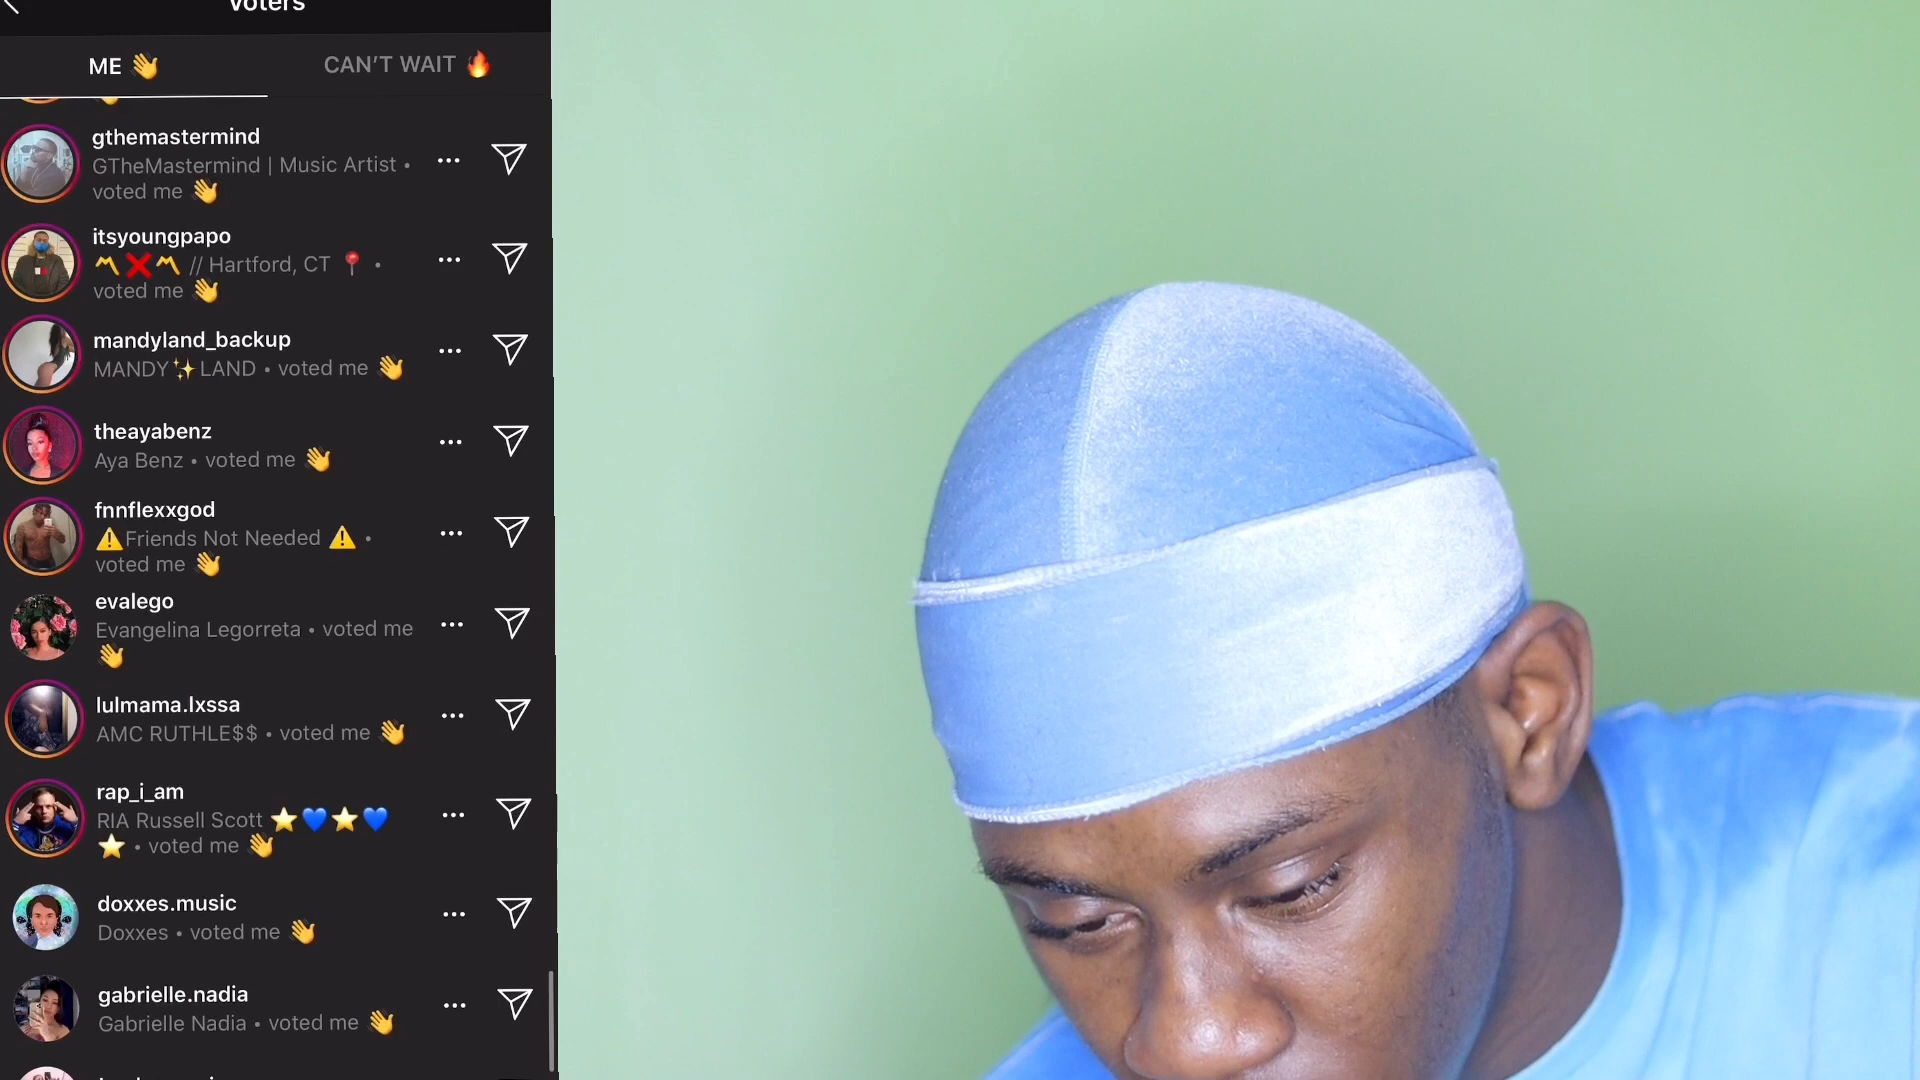 voters
ME 👋
CAN'T WAIT 🔥
gthemastermind
GTheMastermind | Music Artist •
voted me 👋
itsyoungpapo
〽️❌〽️ // Hartford, CT 📍 •
voted me 👋
mandyland_backup
MANDY✨LAND • voted me 👋
theayabenz
Aya Benz • voted me 👋
fnnflexxgod
⚠️Friends Not Needed ⚠️ •
voted me 👋
evalego
Evangelina Legorreta • voted me
👋
lulmama.lxssa
AMC RUTHLE$$ • voted me 👋
rap_i_am
RIA Russell Scott ⭐💙⭐💙
⭐ • voted me 👋
doxxes.music
Doxxes • voted me 👋
gabrielle.nadia
Gabrielle Nadia • voted me 👋